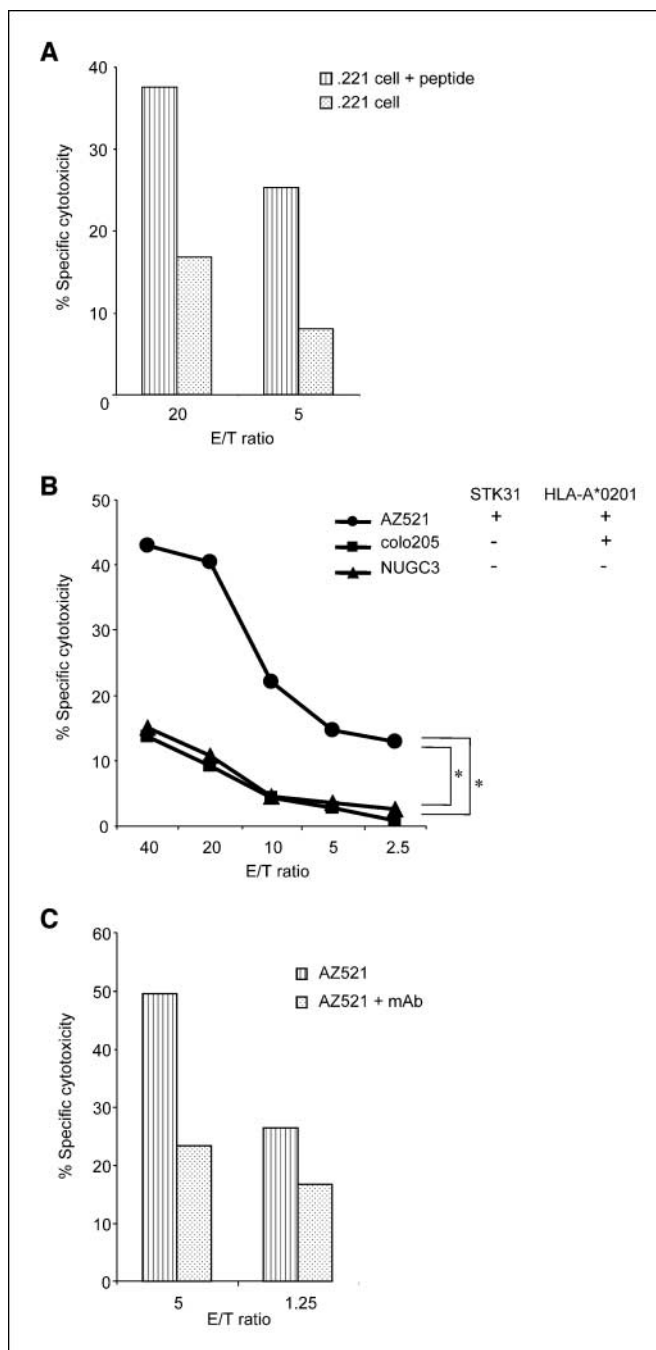 A
40
30
20
10
0
% Specific cytotoxicity
.221 cell + peptide
.221 cell
20 5
E/T ratio
B
50
40
30
20
10
0
% Specific cytotoxicity
STK31 HLA-A*0201
AZ521 + +
colo205 - +
NUGC3 - -
*
*
40 20 10 5 2.5
E/T ratio
C
60
50
40
30
20
10
0
% Specific cytotoxicity
AZ521
AZ521 + mAb
5 1.25
E/T ratio